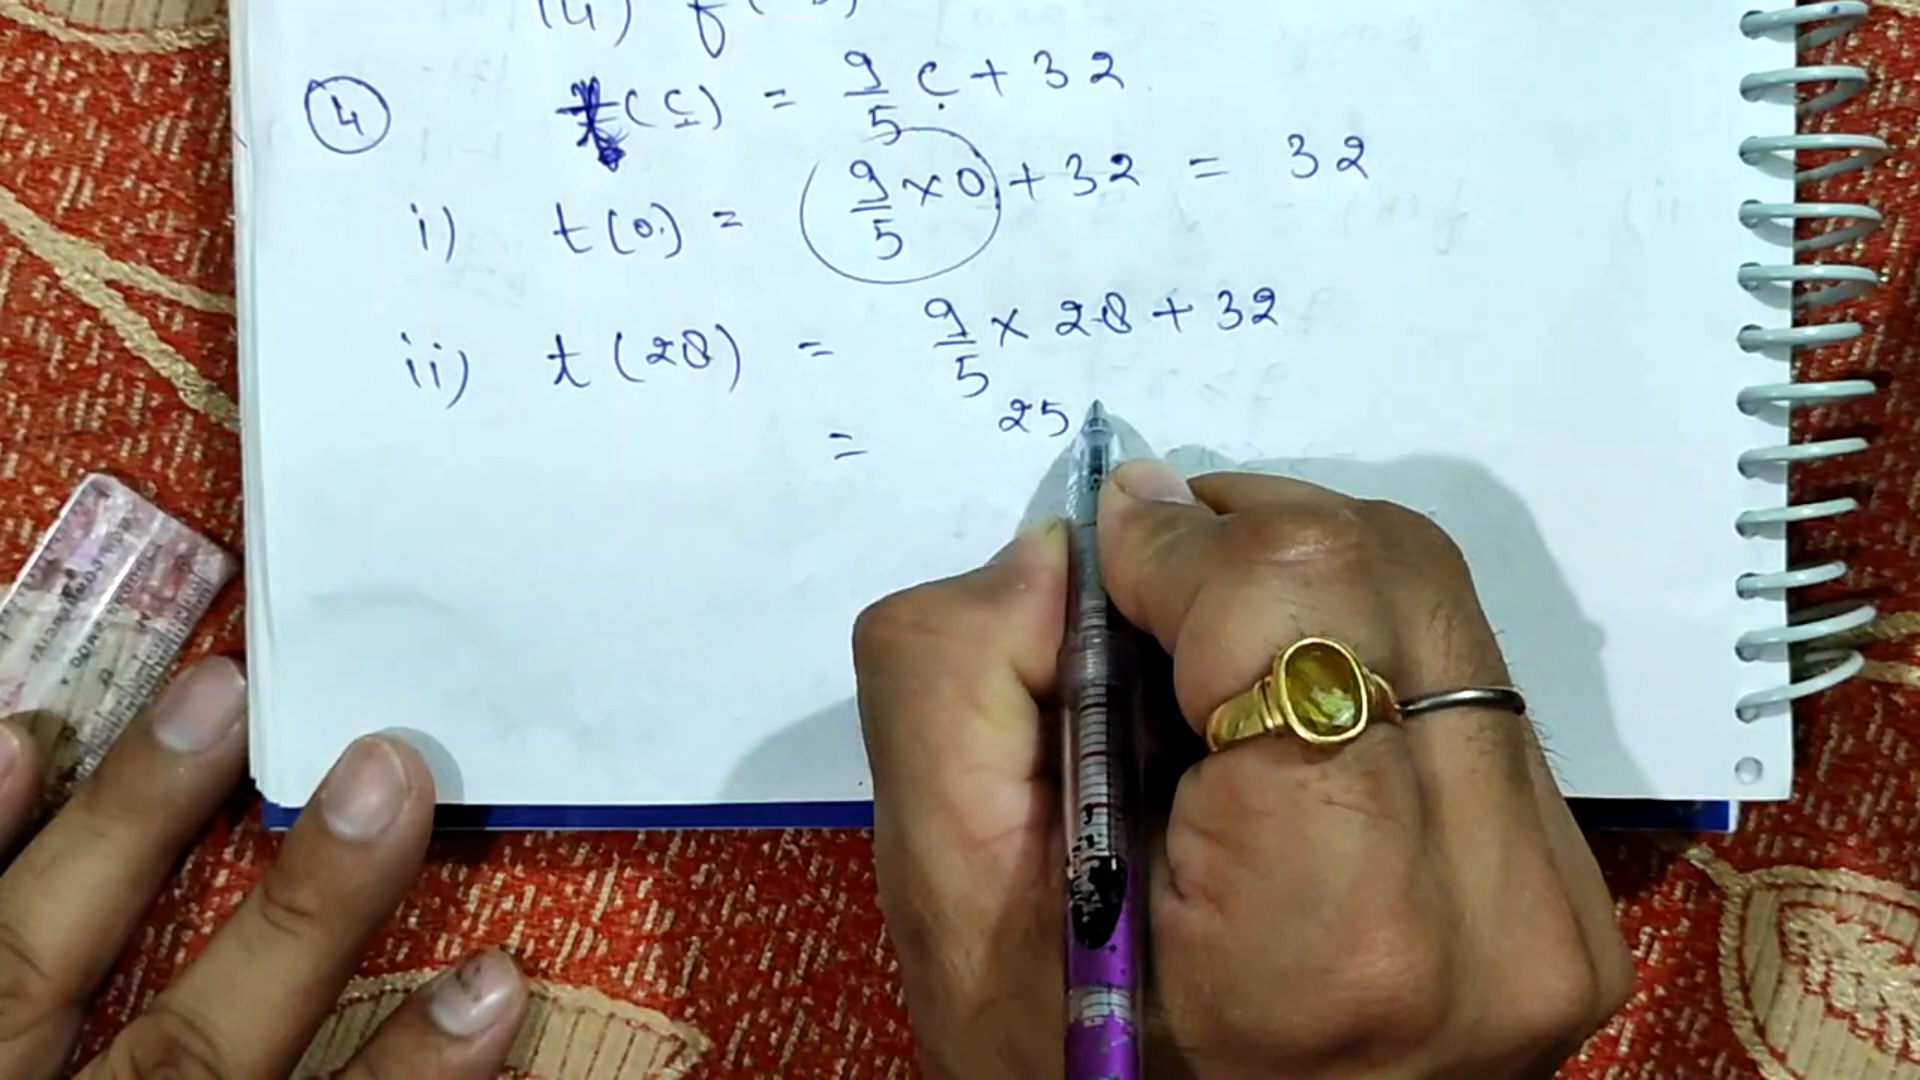 ④ t(c) = 9/5 c + 32
i) t(0) = 9/5 × 0 + 32 = 32
ii) t(28) = 9/5 × 28 + 32
= 25